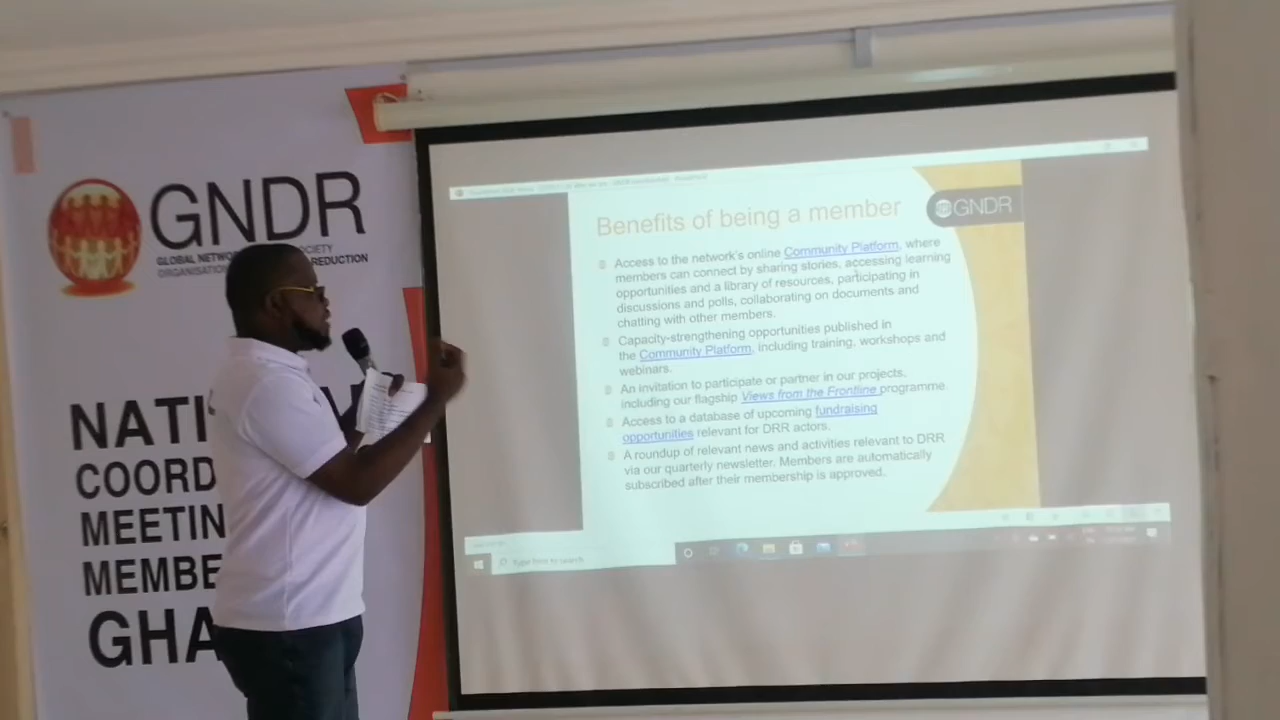 GNDR
GLOBAL NETWO
OCIETY
ORGANISATION
REDUCTION
NATI
COORD
MEETIN
MEMBE
GHA
Benefits of being a member
GNDR
Access to the network's online Community Platform, where
members can connect by sharing stories, accessing learning
opportunities and a library of resources, participating in
discussions and polls, collaborating on documents and
chatting with other members.
Capacity-strengthening opportunities published in
the Community Platform, including training, workshops and
webinars.
An invitation to participate or partner in our projects,
including our flagship Views from the Frontline programme
Access to a database of upcoming fundraising
opportunities relevant for DRR actors.
A roundup of relevant news and activities relevant to DRR
via our quarterly newsletter. Members are automatically
subscribed after their membership is approved.
Type here to search